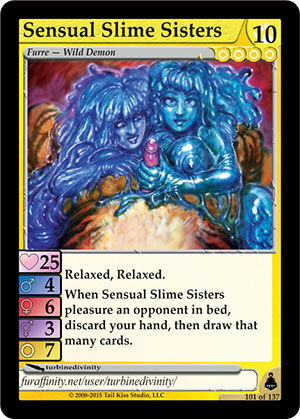 Sensual Slime Sisters
10
Furre — Wild Demon
25
4
6
3
7
Relaxed, Relaxed.
When Sensual Slime Sisters
pleasure an opponent in bed,
discard your hand, then draw that
many cards.
turbinedivinity
furaffinity.net/user/turbinedivinity/
© 2008-2015 Tail Kiss Studio, LLC
101 of 137